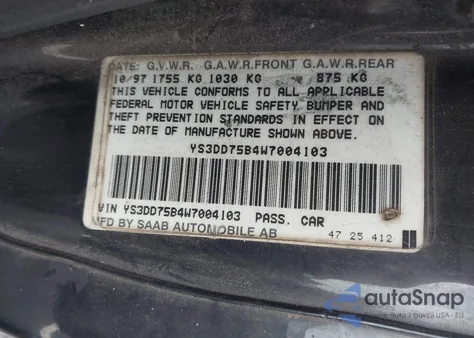 DATE: G.V.W.R. G.A.W.R.FRONT G.A.W.R.REAR
10/97 1755 KG 1030 KG 875 KG
THIS VEHICLE CONFORMS TO ALL APPLICABLE
FEDERAL MOTOR VEHICLE SAFETY BUMPER AND
THEFT PREVENTION STANDARDS IN EFFECT ON
THE DATE OF MANUFACTURE SHOWN ABOVE.
YS3DD75B4W7004103
VIN YS3DD75B4W7004103 PASS. CAR
MFD BY SAAB AUTOMOBILE AB 47 25 412
autoSnap